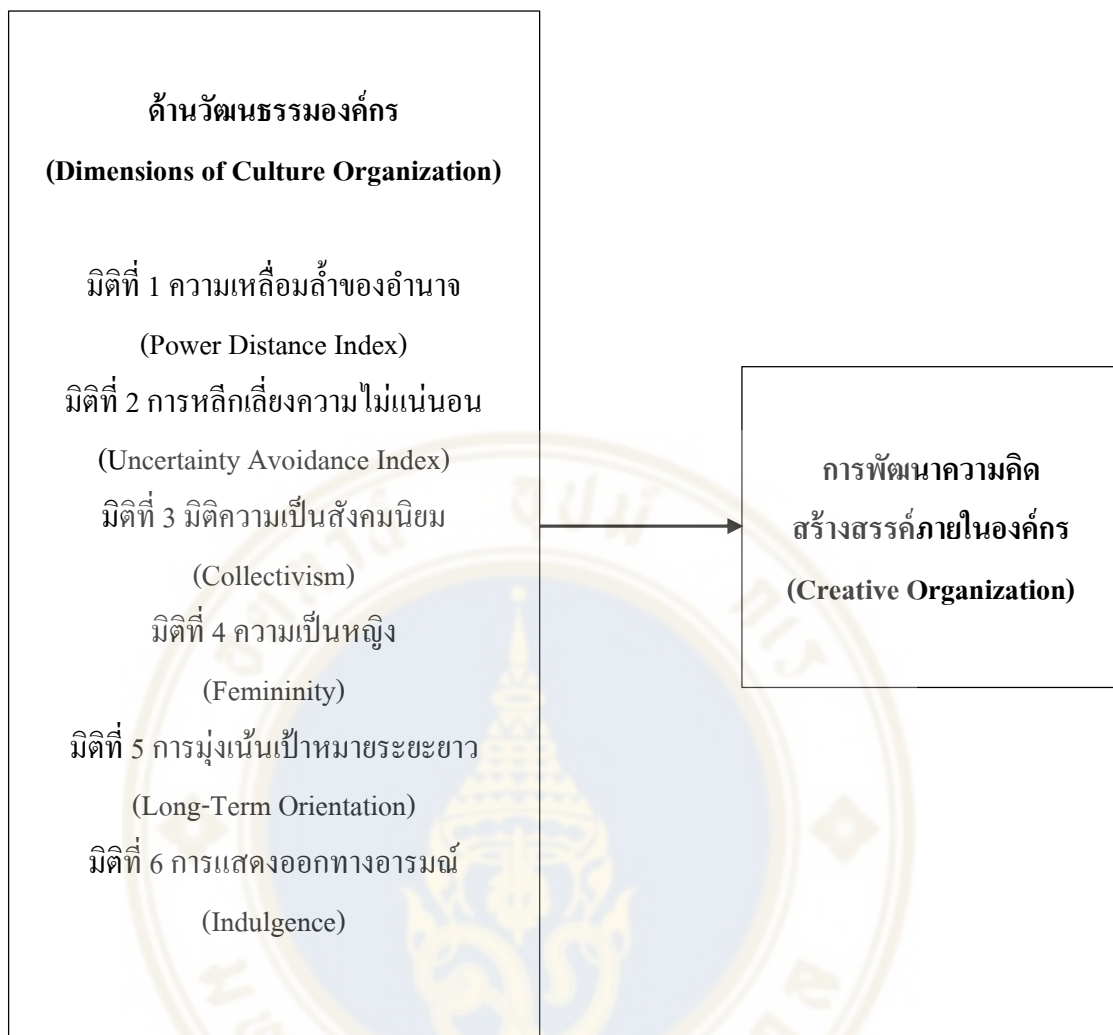 ด้านวัฒนธรรมองค์กร
(Dimensions of Culture Organization)
มิติที่ 1 ความเหลื่อมล้ำของอำนาจ
(Power Distance Index)
มิติที่ 2 การหลีกเลี่ยงความไม่แน่นอน
(Uncertainty Avoidance Index)
มิติที่ 3 มิติความเป็นสังคมนิยม
(Collectivism)
มิติที่ 4 ความเป็นหญิง
(Femininity)
มิติที่ 5 การมุ่งเน้นเป้าหมายระยะยาว
(Long-Term Orientation)
มิติที่ 6 การแสดงออกทางอารมณ์
(Indulgence)
การพัฒนาความคิด
สร้างสรรค์ภายในองค์กร
(Creative Organization)